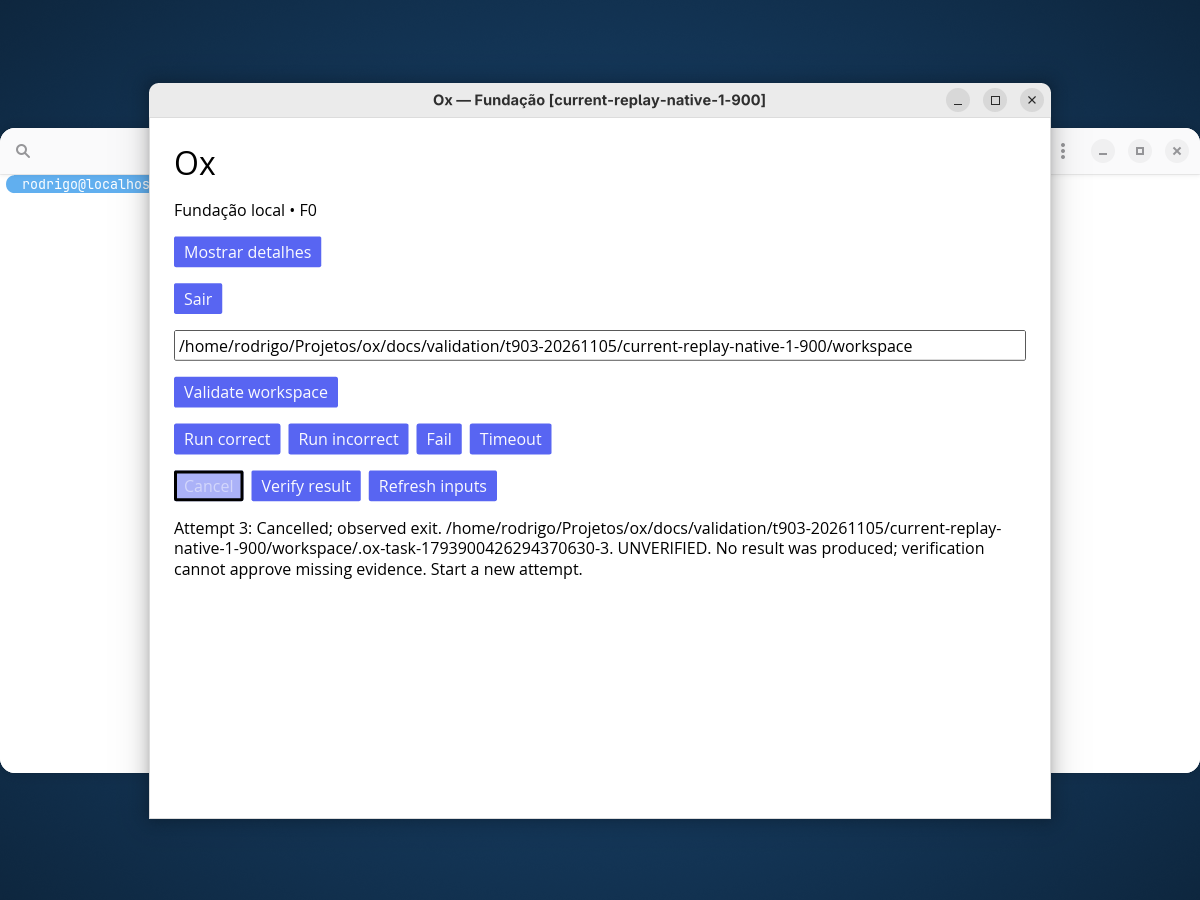 Ox — Fundação [current-replay-native-1-900]
rodrigo@localhos
Ox
Fundação local • F0
Mostrar detalhes
Sair
/home/rodrigo/Projetos/ox/docs/validation/t903-20261105/current-replay-native-1-900/workspace
Validate workspace
Run correct Run incorrect Fail Timeout
Cancel Verify result Refresh inputs
Attempt 3: Cancelled; observed exit. /home/rodrigo/Projetos/ox/docs/validation/t903-20261105/current-replay-
native-1-900/workspace/.ox-task-1793900426294370630-3. UNVERIFIED. No result was produced; verification
cannot approve missing evidence. Start a new attempt.